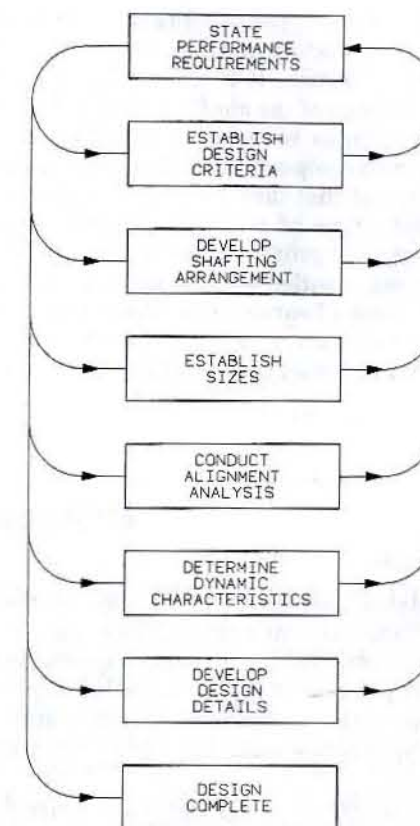 STATE
PERFORMANCE
REQUIREMENTS
ESTABLISH
DESIGN
CRITERIA
DEVELOP
SHAFTING
ARRANGEMENT
ESTABLISH
SIZES
CONDUCT
ALIGNMENT
ANALYSIS
DETERMINE
DYNAMIC
CHARACTERISTICS
DEVELOP
DESIGN
DETAILS
DESIGN
COMPLETE